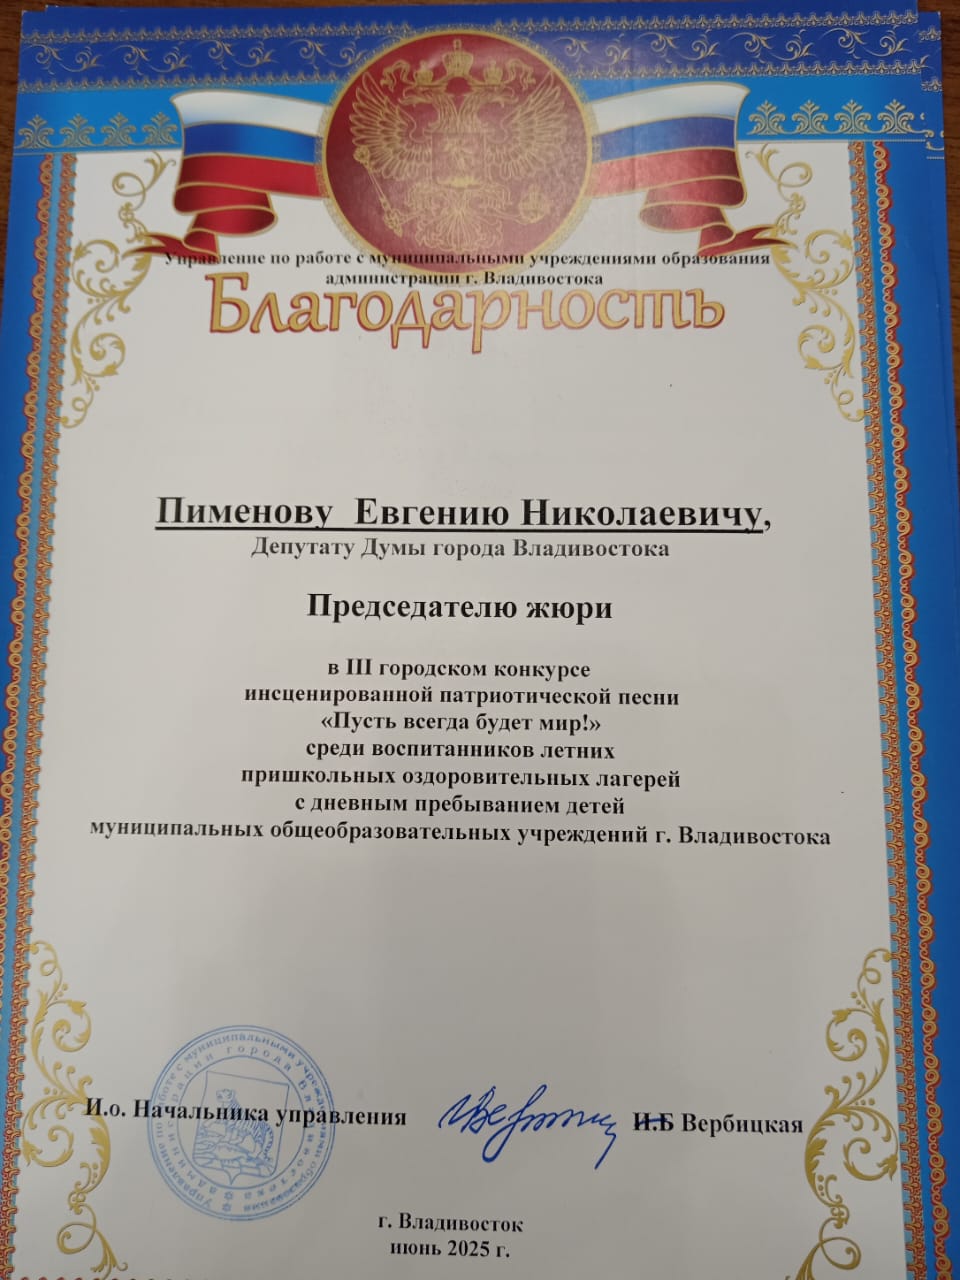 Управление по работе с муниципальными учреждениями образования
администрации г. Владивостока
Благодарность
Пименову Евгению Николаевичу,
Депутату Думы города Владивостока
Председателю жюри
в III городском конкурсе
инсценированной патриотической песни
«Пусть всегда будет мир!»
среди воспитанников летних
пришкольных оздоровительных лагерей
с дневным пребыванием детей
муниципальных общеобразовательных учреждений г. Владивостока
И.о. Начальника управления
И.Б Вербицкая
г. Владивосток
июнь 2025 г.